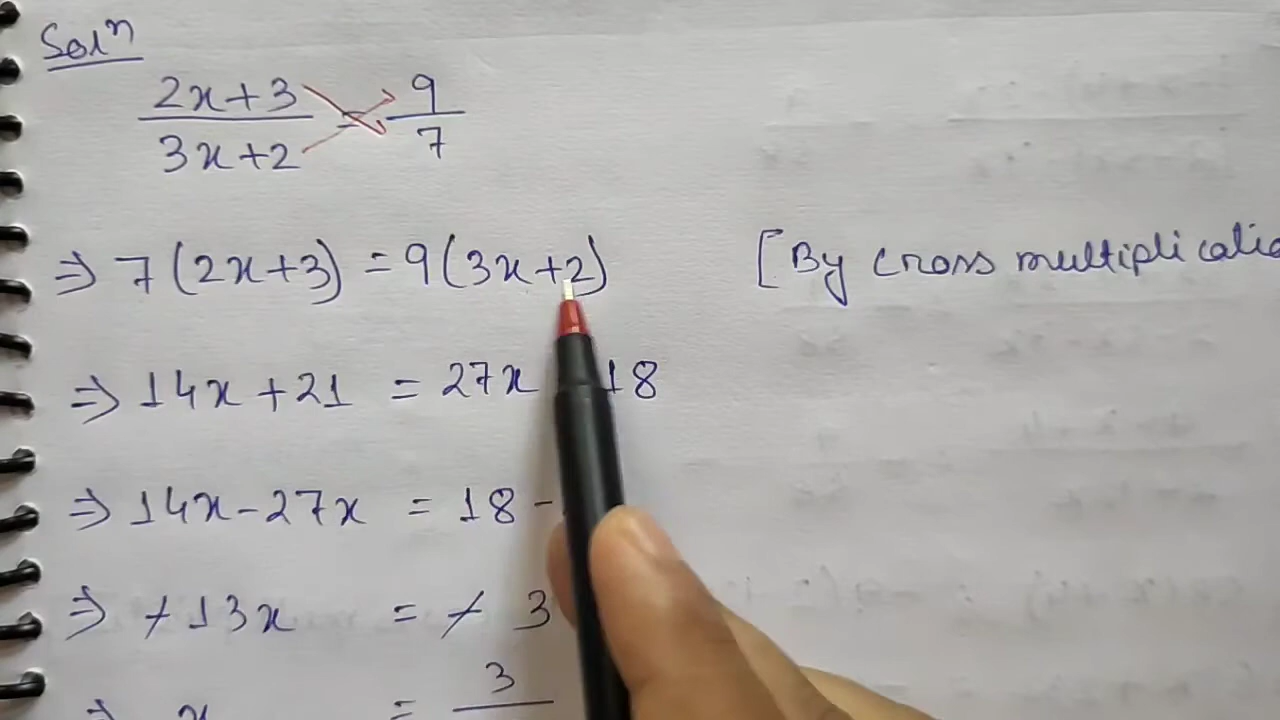 Solⁿ
2x+3 / 3x+2 = 9 / 7
⇒ 7(2x+3) = 9(3x+2) [By cross
⇒ 14x+21 = 27x 18
⇒ 14x-27x = 18-
⇒ -13x = - 3
⇒ x = 3